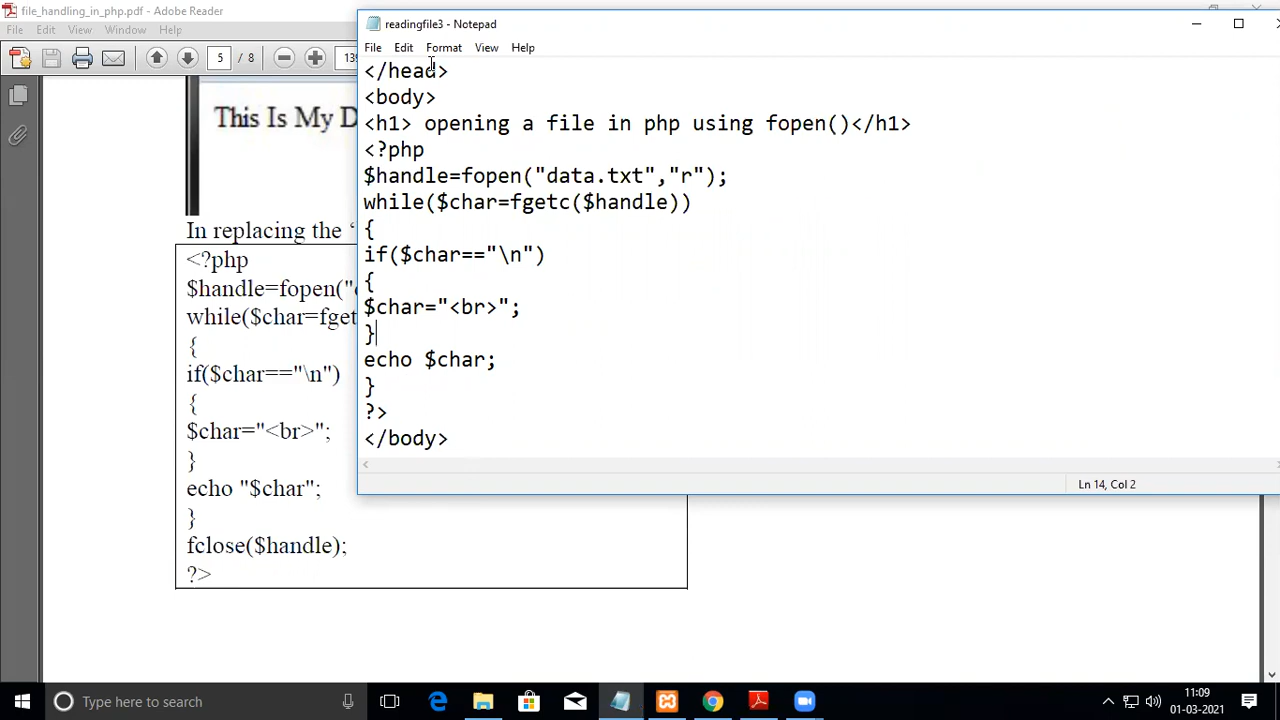 file_handling_in_php.pdf - Adobe Reader
File Edit View Window Help
5 / 8
This Is My D
In replacing the ‘
<?php
$handle=fopen("
while($char=fget
{
if($char=="\n")
{
$char="<br>";
}
echo "$char";
}
fclose($handle);
?>
readingfile3 - Notepad
File Edit Format View Help
</head>
<body>
<h1> opening a file in php using fopen()</h1>
<?php
$handle=fopen("data.txt","r");
while($char=fgetc($handle))
{
if($char=="\n")
{
$char="<br>";
}
echo $char;
}
?>
</body>
Ln 14, Col 2
Type here to search
11:09
01-03-2021